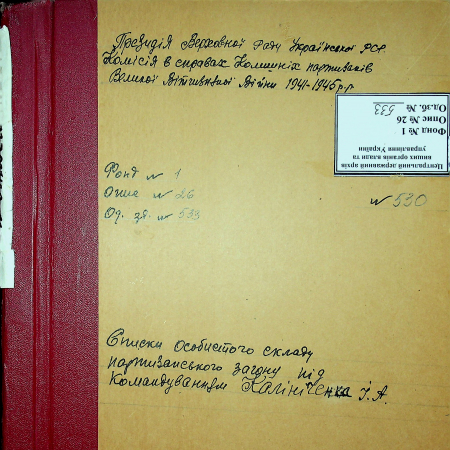 Президія Верховної Ради Української РСР
Комісія в справах Колишніх партизанів
Великої Вітчизняної Війни 1941-1945 р.р.
Центральний державний архів
вищих органів влади та
управління України
Фонд № 1
Опис № 26
Од.зб. № 533
Фонд № 1
Опис № 26
Од. зб. № 533
№ 530
Списки особистого складу
партизанського загону під
командуванням Калініченка І.А.